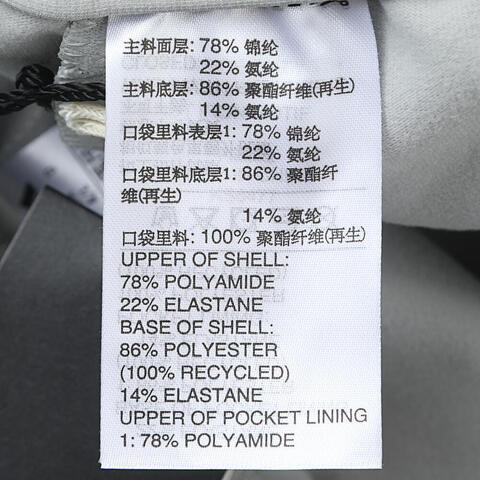 主料面层: 78% 锦纶
22% 氨纶
主料底层: 86% 聚酯纤维(再生)
14% 氨纶
口袋里料表层1: 78% 锦纶
22% 氨纶
口袋里料底层1: 86% 聚酯纤
维(再生)
14% 氨纶
口袋里料: 100% 聚酯纤维(再生)
UPPER OF SHELL:
78% POLYAMIDE
22% ELASTANE
BASE OF SHELL:
86% POLYESTER
(100% RECYCLED)
14% ELASTANE
UPPER OF POCKET LINING
1: 78% POLYAMIDE